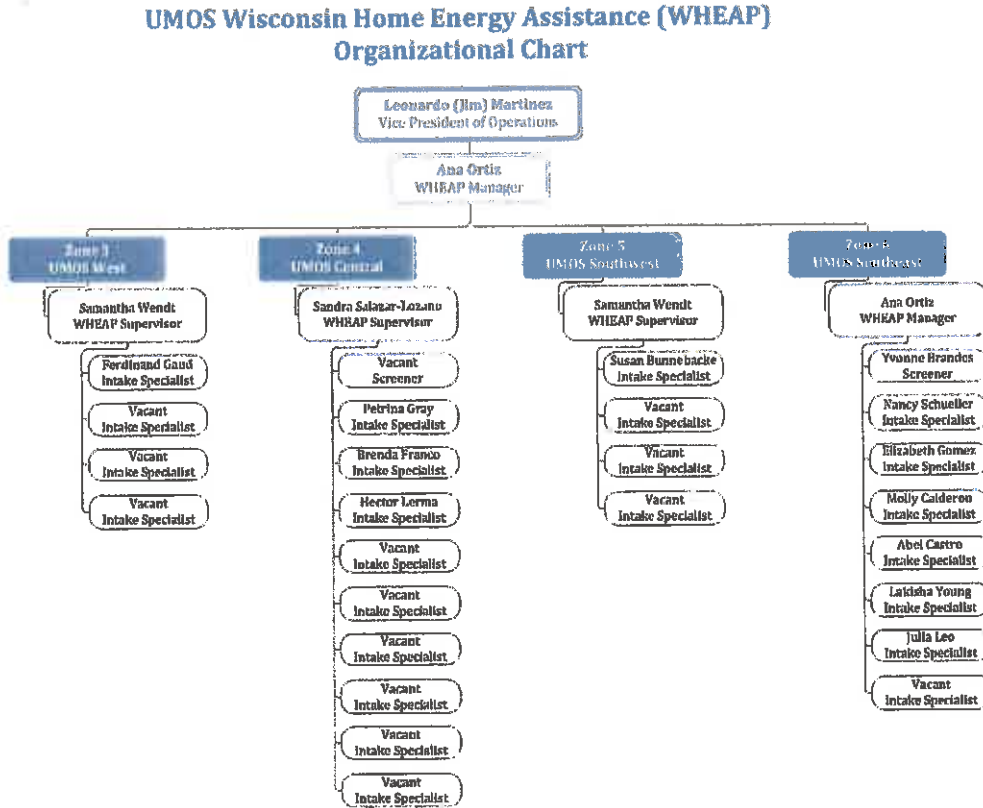 UMOS Wisconsin Home Energy Assistance (WHEAP)
Organizational Chart
Leonardo (Jim) Martinez
Vice President of Operations
Ana Ortiz
WHEAP Manager
Zone 3
UMOS West
Samantha Wendt
WHEAP Supervisor
Ferdinand Gaud
Intake Specialist
Vacant
Intake Specialist
Vacant
Intake Specialist
Vacant
Intake Specialist
Zone 4
UMOS Central
Sandra Salazar-Lozano
WHEAP Supervisor
Vacant
Screener
Petrina Gray
Intake Specialist
Brenda Franco
Intake Specialist
Hector Lerma
Intake Specialist
Vacant
Intake Specialist
Vacant
Intake Specialist
Vacant
Intake Specialist
Vacant
Intake Specialist
Vacant
Intake Specialist
Vacant
Intake Specialist
Zone 5
UMOS Southwest
Samantha Wendt
WHEAP Supervisor
Susan Bunnebacke
Intake Specialist
Vacant
Intake Specialist
Vacant
Intake Specialist
Vacant
Intake Specialist
Zone 6
UMOS Southeast
Ana Ortiz
WHEAP Manager
Yvonne Brandes
Screener
Nancy Schueller
Intake Specialist
Elizabeth Gomez
Intake Specialist
Molly Calderon
Intake Specialist
Abel Castro
Intake Specialist
Lakisha Young
Intake Specialist
Julia Leo
Intake Specialist
Vacant
Intake Specialist